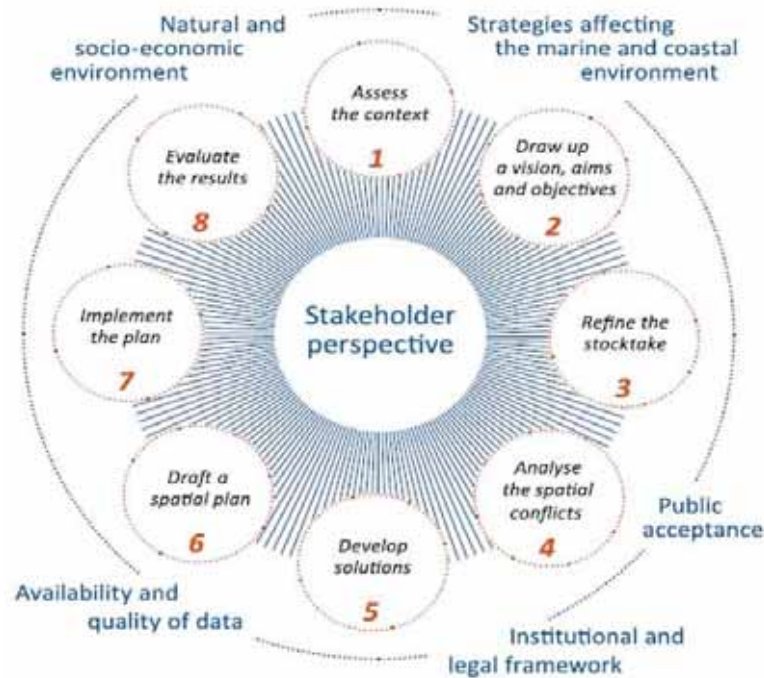 Natural and
socio-economic
environment
Strategies affecting
the marine and coastal
environment
Assess
the context
1
Draw up
a vision, aims
and objectives
2
Refine the
stocktake
3
Analyse
the spatial
conflicts
4
Develop
solutions
5
Draft a
spatial plan
6
Implement
the plan
7
Evaluate
the results
8
Stakeholder
perspective
Public
acceptance
Institutional and
legal framework
Availability and
quality of data